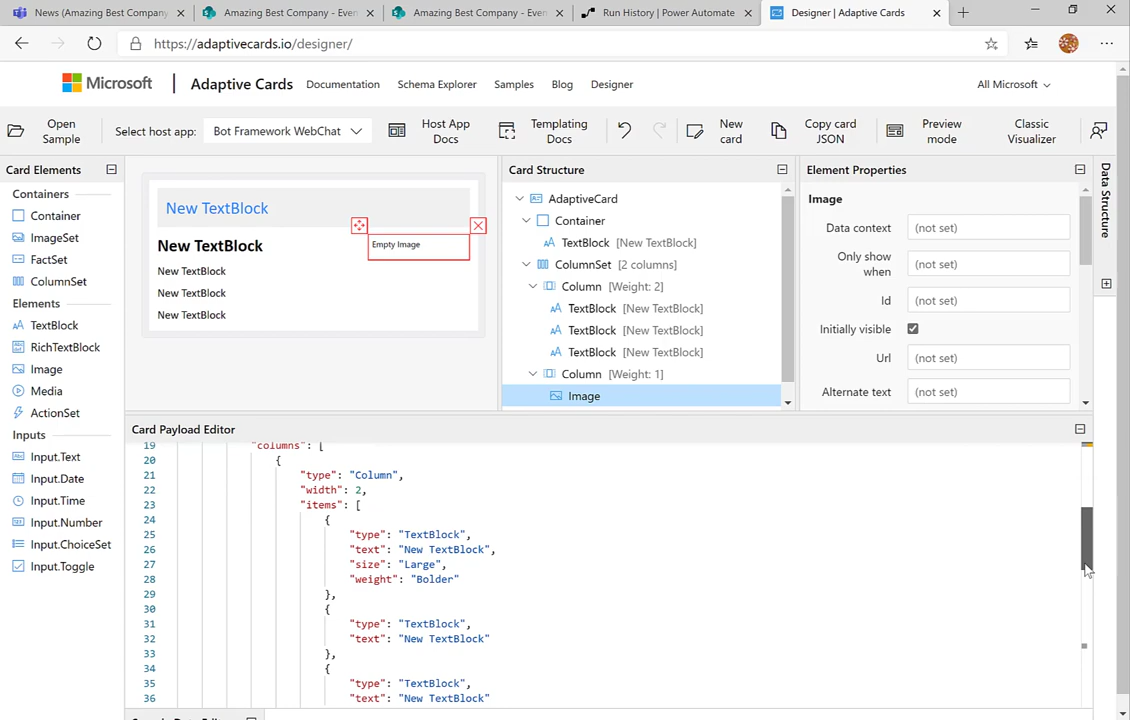 News (Amazing Best Company
Amazing Best Company - Even
Amazing Best Company - Even
Run History | Power Automate
Designer | Adaptive Cards
https://adaptivecards.io/designer/
Microsoft
Adaptive Cards
Documentation
Schema Explorer
Samples
Blog
Designer
All Microsoft
Open Sample
Select host app:
Bot Framework WebChat
Host App Docs
Templating Docs
New card
Copy card JSON
Preview mode
Classic Visualizer
Card Elements
Containers
Container
ImageSet
FactSet
ColumnSet
Elements
TextBlock
RichTextBlock
Image
Media
ActionSet
Inputs
Input.Text
Input.Date
Input.Time
Input.Number
Input.ChoiceSet
Input.Toggle
New TextBlock
New TextBlock
Empty Image
New TextBlock
New TextBlock
New TextBlock
Card Structure
AdaptiveCard
Container
TextBlock [New TextBlock]
ColumnSet [2 columns]
Column [Weight: 2]
TextBlock [New TextBlock]
TextBlock [New TextBlock]
TextBlock [New TextBlock]
Column [Weight: 1]
Image
Element Properties
Image
Data context (not set)
Only show when (not set)
Id (not set)
Initially visible
Url (not set)
Alternate text (not set)
Data Structure
Card Payload Editor
19 "columns": [
20 {
21 "type": "Column",
22 "width": 2,
23 "items": [
24 {
25 "type": "TextBlock",
26 "text": "New TextBlock",
27 "size": "Large",
28 "weight": "Bolder"
29 },
30 {
31 "type": "TextBlock",
32 "text": "New TextBlock"
33 },
34 {
35 "type": "TextBlock",
36 "text": "New TextBlock"